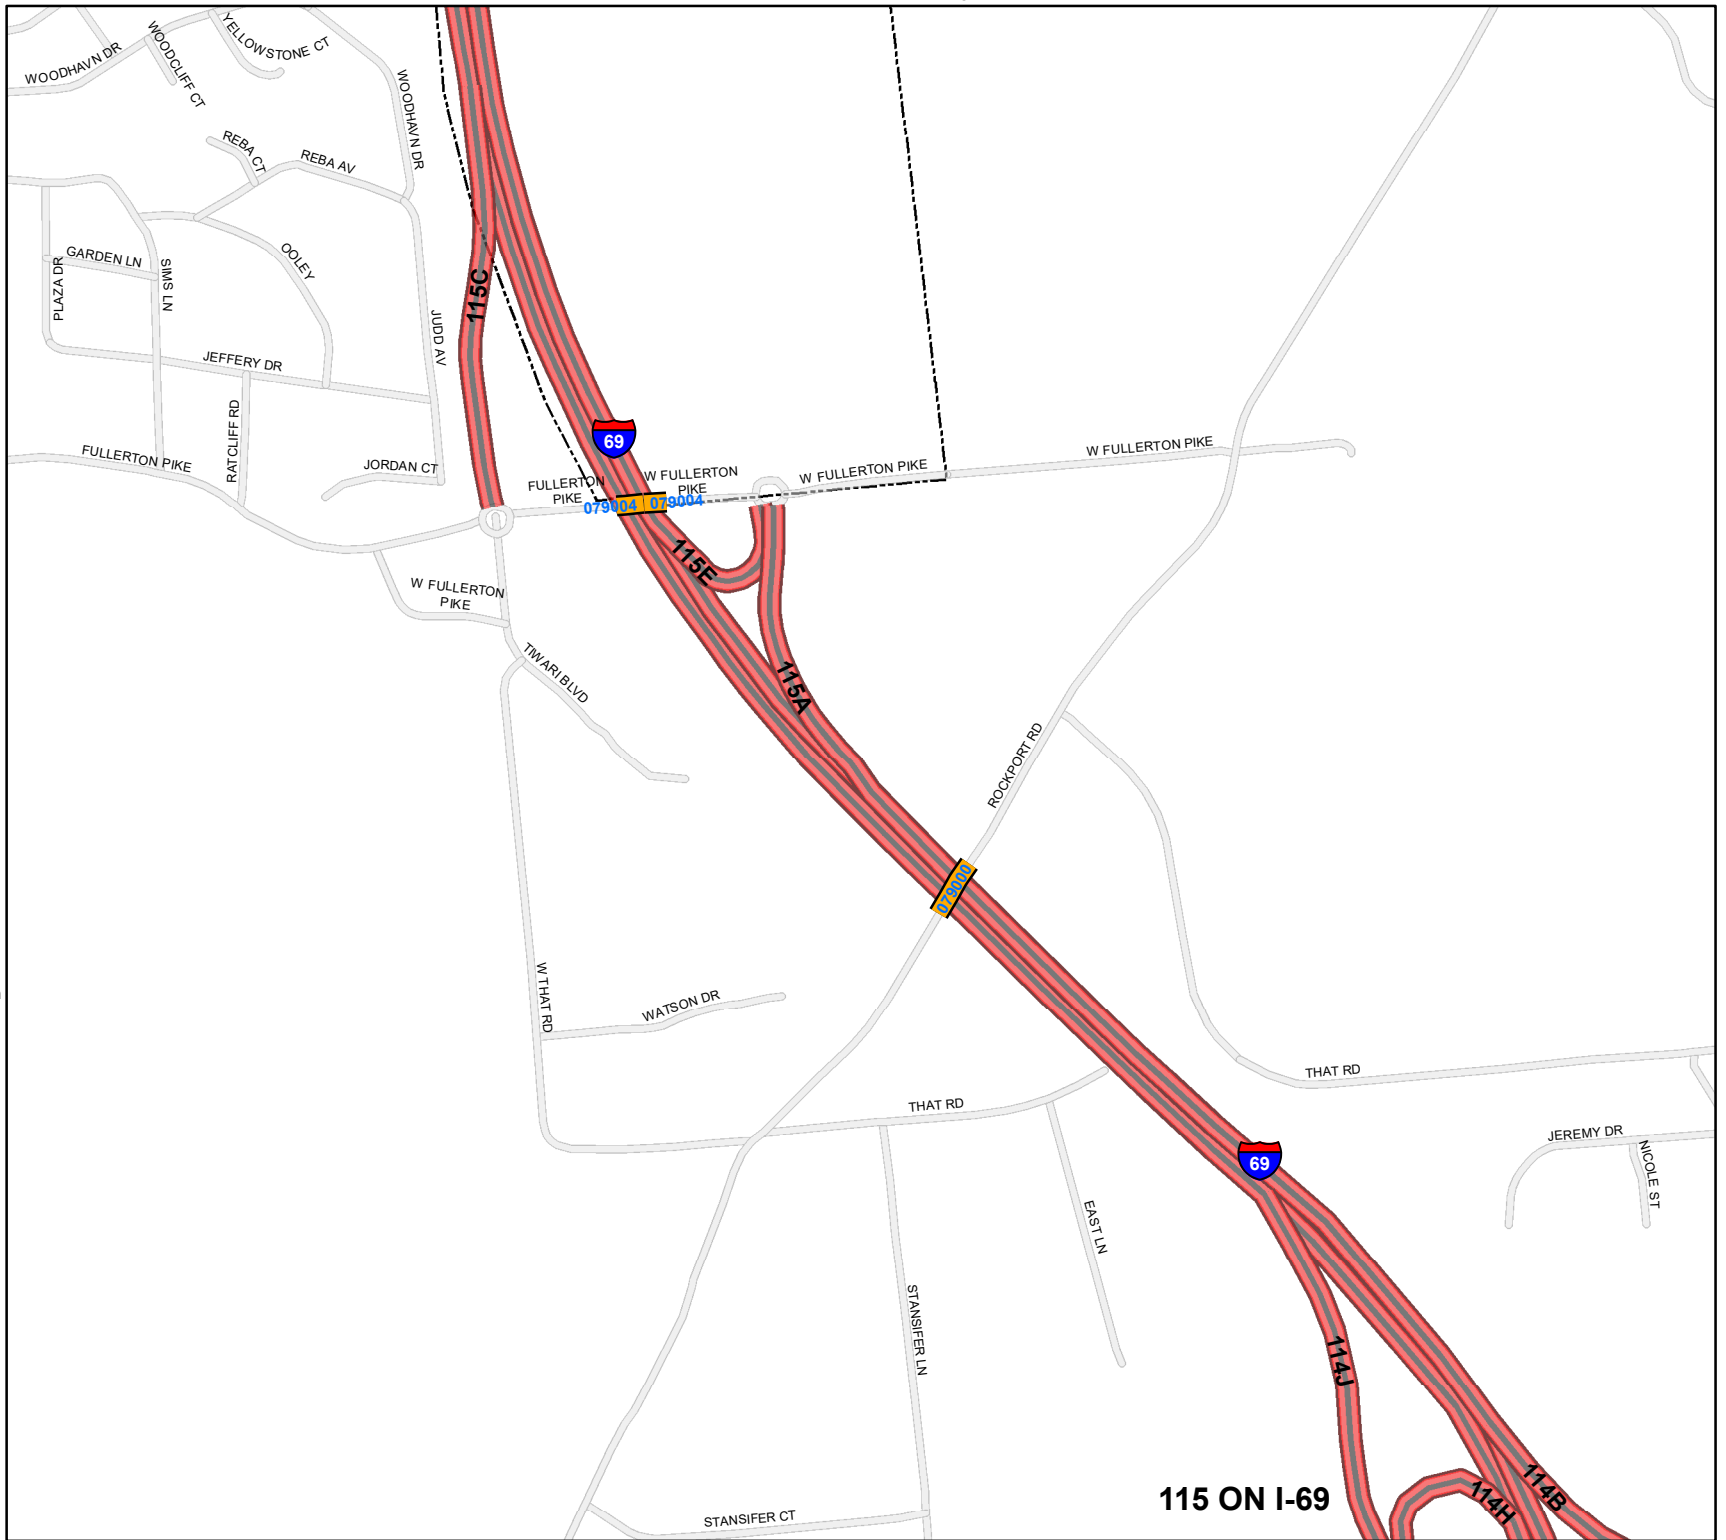 WOODHAVN DR
WOODCLIFF CT
YELLOWSTONE CT
WOODHAVN DR
REBA CT
REBA AV
OOLEY
GARDEN LN
PLAZA DR
SIMS LN
115C
JUDD AV
JEFFERY DR
RATCLIFF RD
69
FULLERTON PIKE
JORDAN CT
FULLERTON
PIKE
W FULLERTON
PIKE
W FULLERTON PIKE
W FULLERTON PIKE
079004
079004
115E
W FULLERTON
PIKE
TIWARI BLVD
115A
ROCKPORT RD
079000
W THAT RD
WATSON DR
THAT RD
THAT RD
JEREMY DR
NICOLE ST
69
EAST LN
STANSIFER LN
114J
115 ON I-69
114H
114B
STANSIFER CT